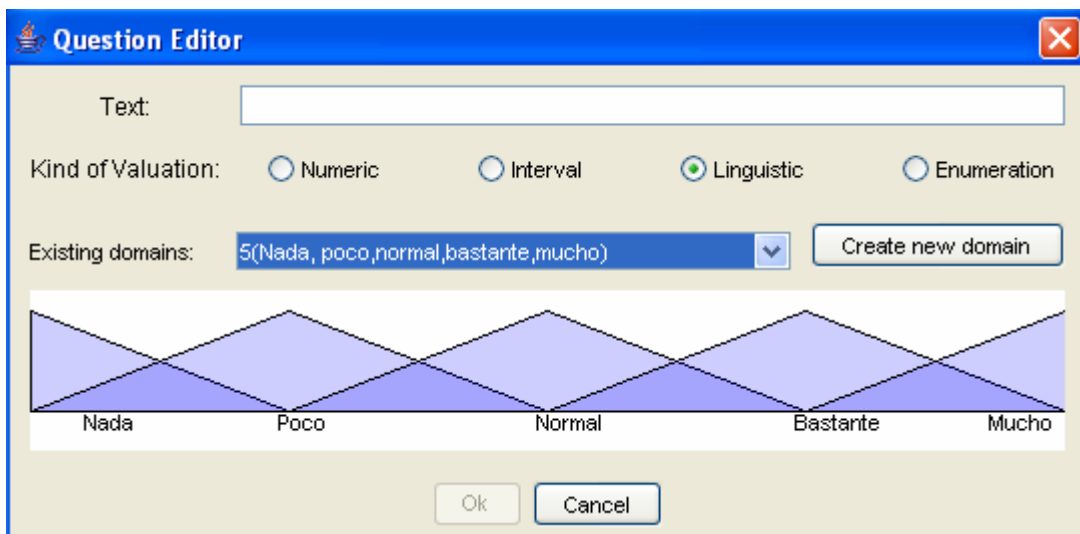 Question Editor
Text:
Kind of Valuation: Numeric Interval Linguistic Enumeration
Existing domains: 5(Nada, poco,normal,bastante,mucho) Create new domain
Nada Poco Normal Bastante Mucho
Ok Cancel